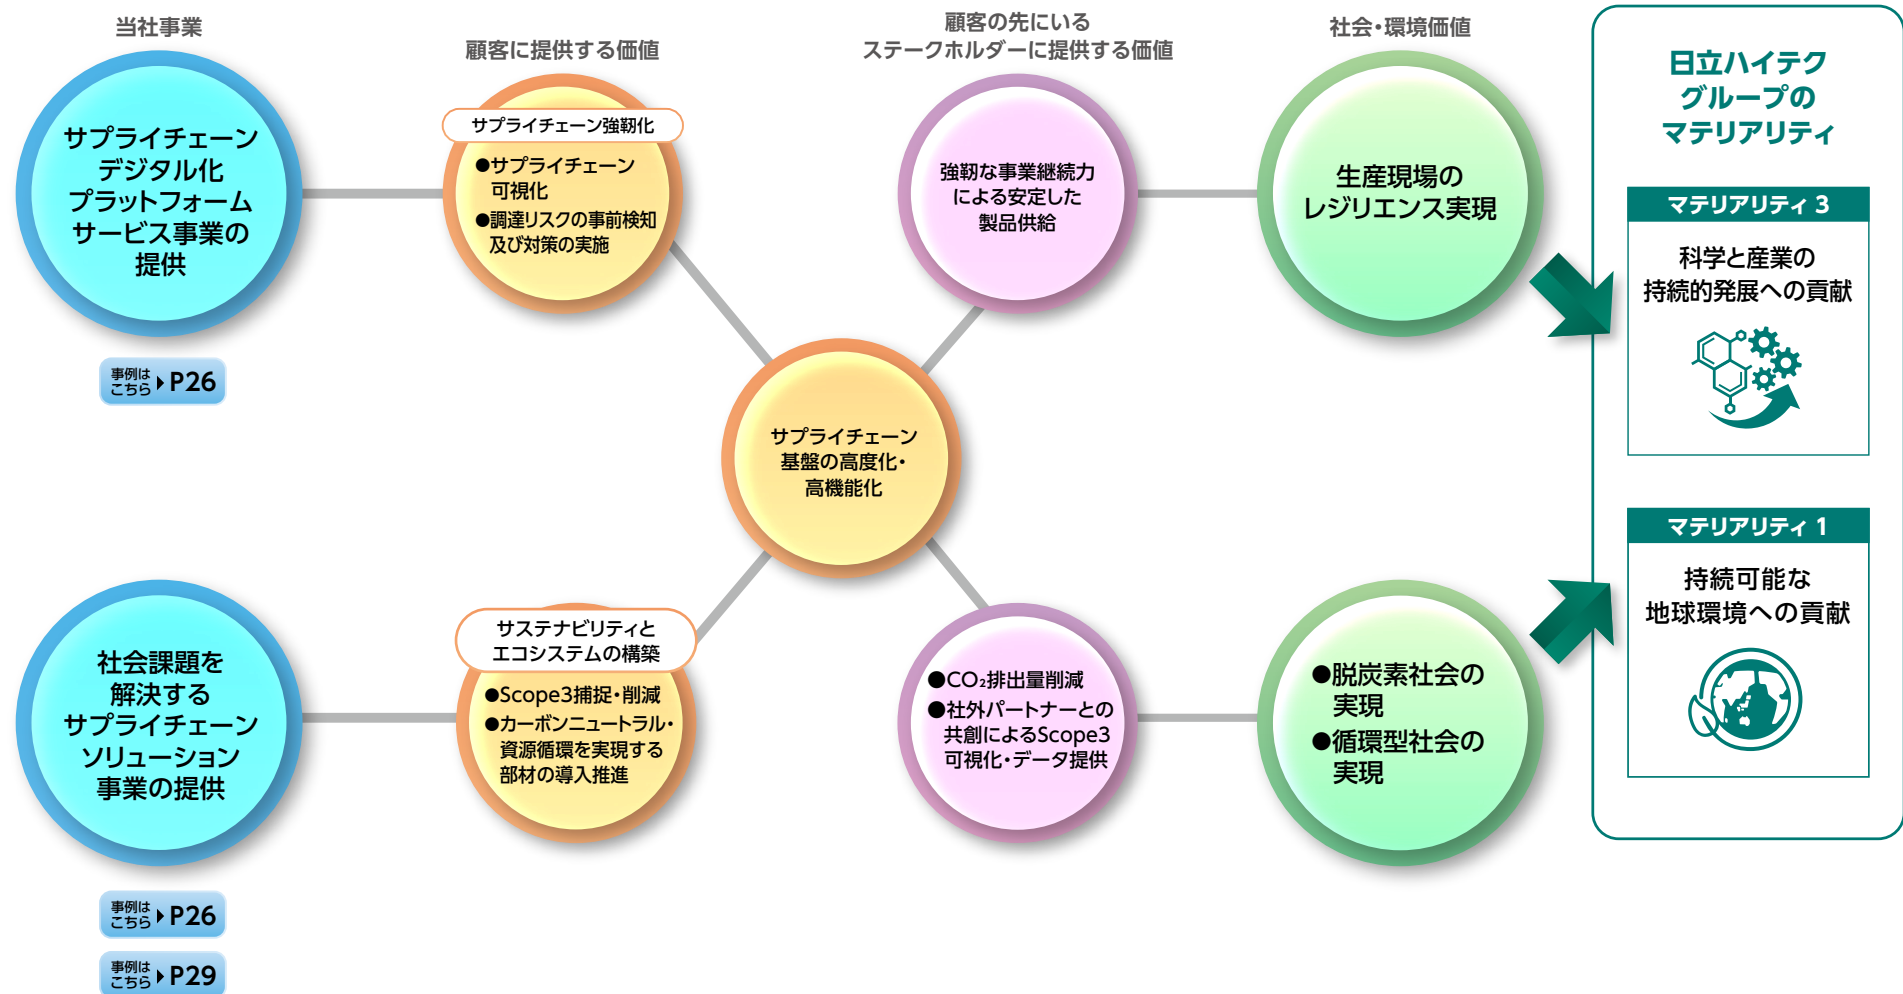 当社事業
顧客に提供する価値
顧客の先にいる
ステークホルダーに提供する価値
社会・環境価値
サプライチェーン
デジタル化
プラットフォーム
サービス事業の
提供
事例は
こちら ▶ P26
サプライチェーン強靭化
●サプライチェーン
可視化
●調達リスクの事前検知
及び対策の実施
強靭な事業継続力
による安定した
製品供給
生産現場の
レジリエンス実現
サプライチェーン
基盤の高度化・
高機能化
社会課題を
解決する
サプライチェーン
ソリューション
事業の提供
事例は
こちら ▶ P26
事例は
こちら ▶ P29
サステナビリティと
エコシステムの構築
●Scope3捕捉・削減
●カーボンニュートラル・
資源循環を実現する
部材の導入推進
●CO₂排出量削減
●社外パートナーとの
共創によるScope3
可視化・データ提供
●脱炭素社会の
実現
●循環型社会の
実現
日立ハイテク
グループの
マテリアリティ
マテリアリティ 3
科学と産業の
持続的発展への貢献
マテリアリティ 1
持続可能な
地球環境への貢献